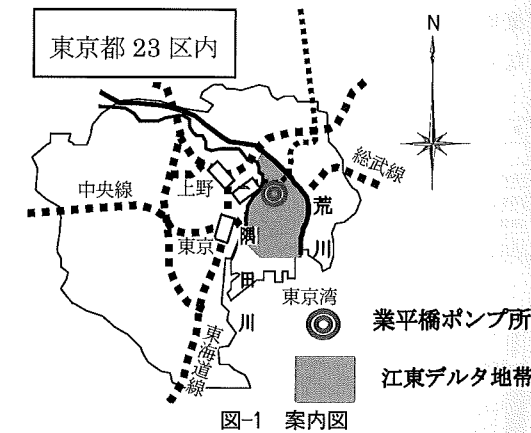 東京都 23 区内
N
総武線
中央線
上野
荒川
東京
隅田川
東京湾
東海道線
業平橋ポンプ所
江東デルタ地帯
図-1 案内図